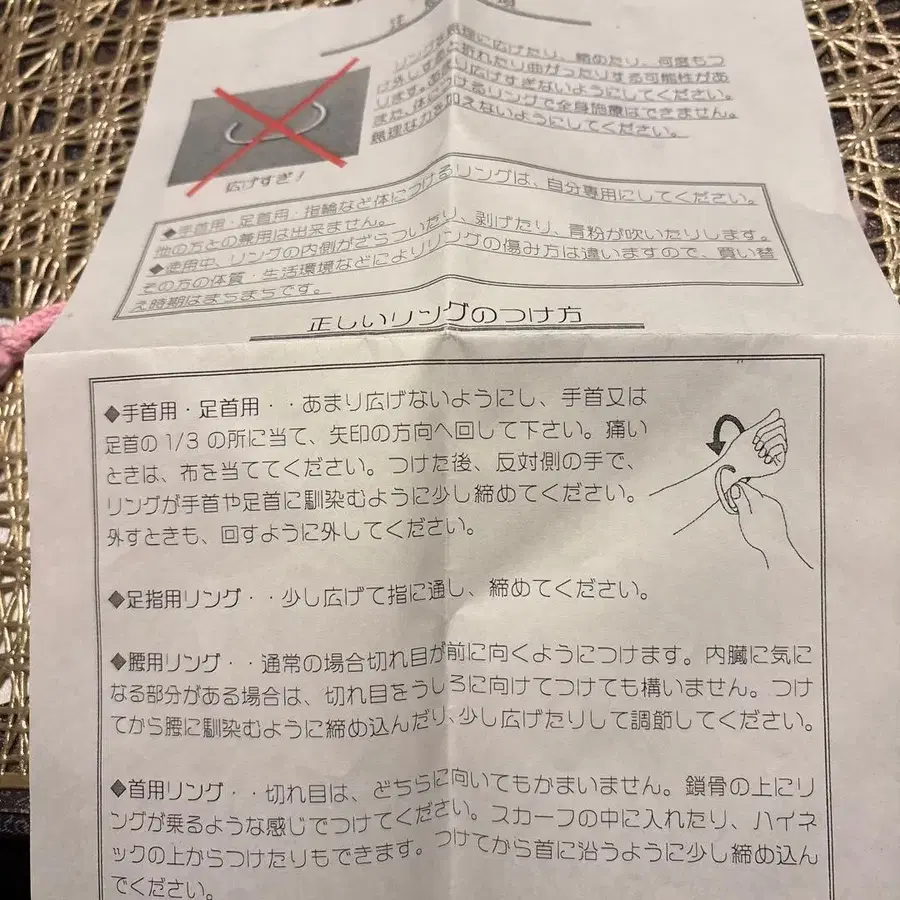 注 意 事 項
リングを無理に広げたり、縮めたり、何度もつ
け外しすると折れたり曲がったりする可能性があ
ります。あまり広げすぎないようにしてください。
また、体につけるリングで全身施療はできません。
無理な力を加えないようにしてください。
広げすぎ！
◆手首用・足首用・指輪など体につけるリングは、自分専用にしてください。
他の方との兼用は出来ません。
◆使用中、リングの内側がざらついたり、剥げたり、青粉が吹いたりします。
その方の体質・生活環境などによりリングの傷み方は違いますので、買い替
え時期はまちまちです。
正しいリングのつけ方
◆手首用・足首用・・あまり広げないようにし、手首又は
足首の 1/3 の所に当て、矢印の方向へ回して下さい。痛い
ときは、布を当ててください。つけた後、反対側の手で、
リングが手首や足首に馴染むように少し締めてください。
外すときも、回すように外してください。
◆足指用リング・・少し広げて指に通し、締めてください。
◆腰用リング・・通常の場合切れ目が前に向くようにつけます。内臓に気に
なる部分がある場合は、切れ目をうしろに向けてつけても構いません。つけ
てから腰に馴染むように締め込んだり、少し広げたりして調節してください。
◆首用リング・・切れ目は、どちらに向いてもかまいません。鎖骨の上にリ
ングが乗るような感じでつけてください。スカーフの中に入れたり、ハイネ
ックの上からつけたりもできます。つけてから首に沿うように少し締め込ん
でください。